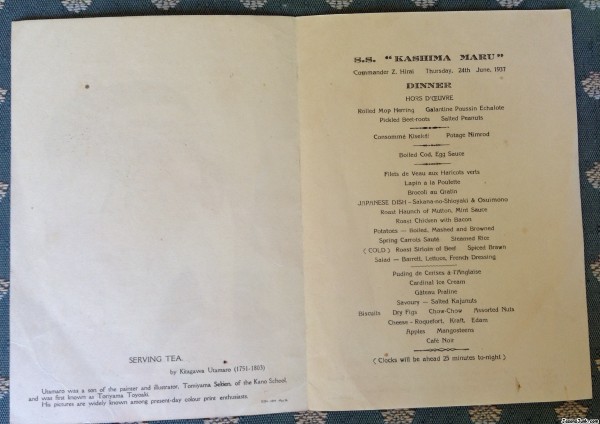 SERVING TEA.
by Kitagawa Utamaro (1751-1803)
Utamaro was a son of the painter and illustrator, Toriyama Sekien, of the Kano School,
and was first known as Toriyama Toyoaki.
His pictures are widely known among present-day colour print enthusiasts.
S.S. "KASHIMA MARU"
Commander Z. Hirai Thursday, 24th June, 1937
DINNER
HORS D'ŒUVRE
Rolled Mop Herring Galantine Poussin Echalote
Pickled Beet-roots Salted Peanuts
Consommé Potage Nimrod
Boiled Cod, Egg Sauce
Filets de Veau aux Haricots verts
Lapin a la Poulette
Brocoli au Gratin
JAPANESE DISH - Sakana-no-Shioyaki & Osuimono
Roast Haunch of Mutton, Mint Sauce
Roast Chicken with Bacon
Potatoes — Boiled, Mashed and Browned
Spring Carrots Sauté Steamed Rice
(COLD) Roast Sirloin of Beef Spiced Brawn
Salad — Lettuce, French Dressing
Puding de Cerises à l'Anglaise
Cardinal Ice Cream
Gâteau Praline
Savoury — Salted Kajunuts
Biscuits Dry Figs Chow-Chow Assorted Nuts
Cheese - Roquefort, Kraft, Edam
Apples Mangosteens
Café Noir
(Clocks will be ahead 25 minutes to-night)